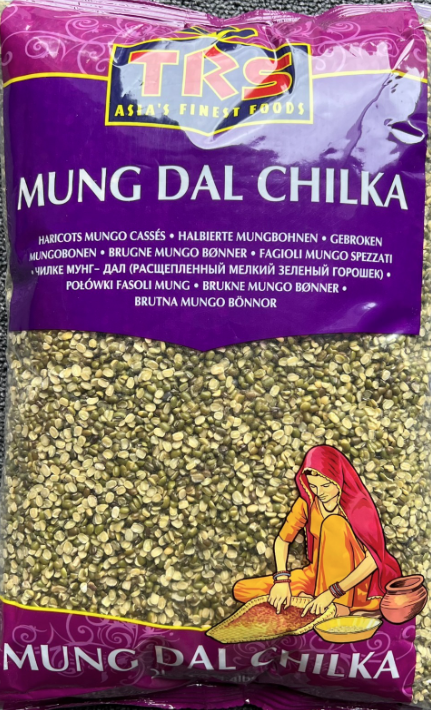 TRS
ASIA'S FINEST FOODS
MUNG DAL CHILKA
HARICOTS MUNGO CASSÉS • HALBIERTE MUNGBOHNEN • GEBROKEN
MUNGOBONEN • BRUGNE MUNGO BØNNER • FAGIOLI MUNGO SPEZZATI
• ЧИЛКЕ МУНГ– ДАЛ (РАСЩЕПЛЕННЫЙ МЕЛКИЙ ЗЕЛЕНЫЙ ГОРОШЕК) •
POŁÓWKI FASOLI MUNG • BRUKNE MUNGO BØNNER •
BRUTNA MUNGO BÖNNOR
MUNG DAL CHILKA